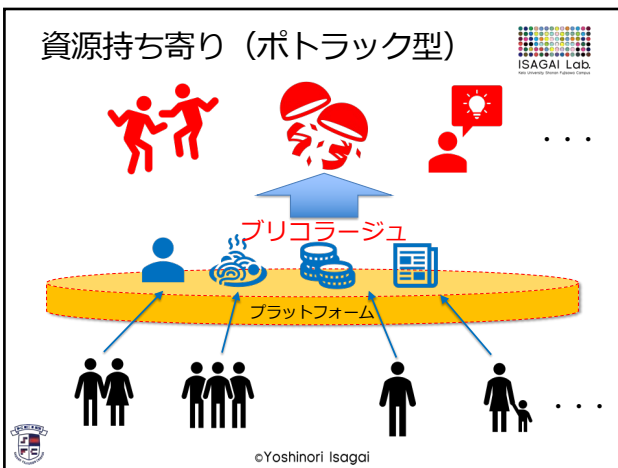 資源持ち寄り（ポトラック型）
ISAGAI Lab.
Keio University Shonan Fujisawa Campus
・・・
ブリコラージュ
プラットフォーム
・・・
©Yoshinori Isagai